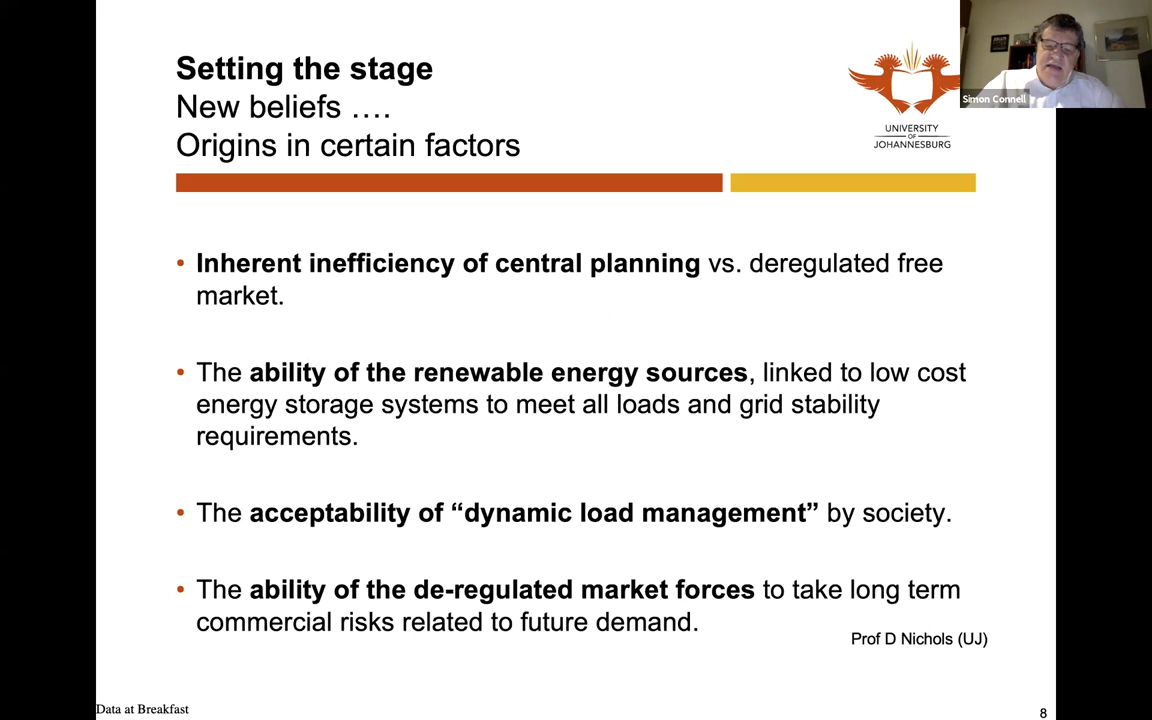 Setting the stage
New beliefs ….
Origins in certain factors
UNIVERSITY
OF
JOHANNESBURG
Simon Connell
• Inherent inefficiency of central planning vs. deregulated free
market.
• The ability of the renewable energy sources, linked to low cost
energy storage systems to meet all loads and grid stability
requirements.
• The acceptability of “dynamic load management” by society.
• The ability of the de-regulated market forces to take long term
commercial risks related to future demand.
Prof D Nichols (UJ)
Data at Breakfast
8